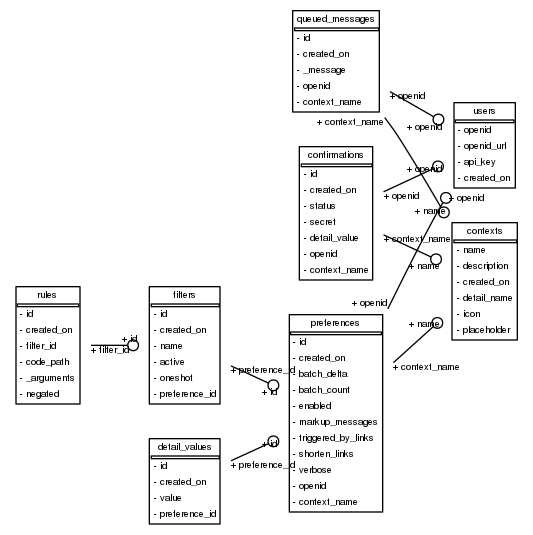 queued_messages
- id
- created_on
- _message
- openid
- context_name
+ openid
+ openid
+ context_name
users
- openid
- openid_url
- api_key
- created_on
confirmations
- id
- created_on
- status
- secret
- detail_value
- openid
- context_name
+ openid
+ openid
+ openid
+ name
+ context_name
+ name
contexts
- name
- description
- created_on
- detail_name
- icon
- placeholder
rules
- id
- created_on
- filter_id
- code_path
- _arguments
- negated
+ id
+ filter_id
filters
- id
- created_on
- name
- active
- oneshot
- preference_id
+ openid
+ name
+ context_name
preferences
- id
- created_on
- batch_delta
- batch_count
- enabled
- markup_messages
- triggered_by_links
- shorten_links
- verbose
- openid
- context_name
+ preference_id
+ id
detail_values
- id
- created_on
- value
- preference_id
+ id
+ preference_id